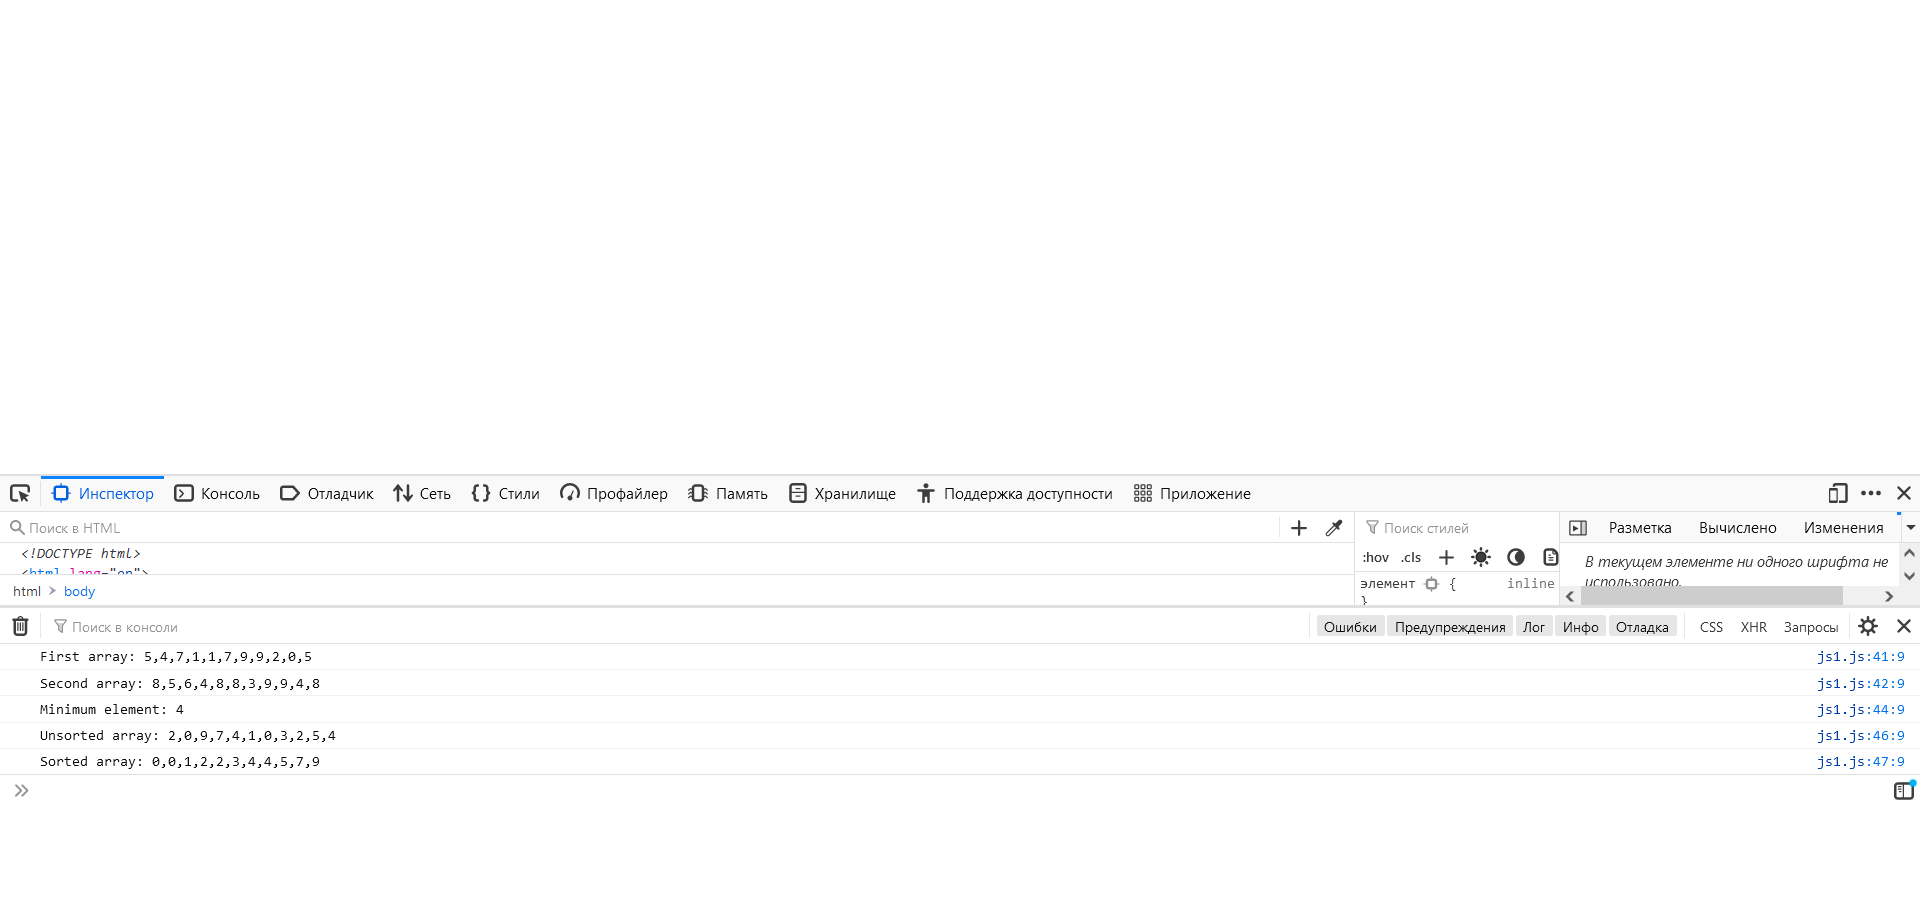 Инспектор Консоль Отладчик Сеть Стили Профайлер Память Хранилище Поддержка доступности Приложение
Поиск в HTML
<!DOCTYPE html>
<html lang="en">
html body
Поиск стилей
:hov .cls
элемент { inline
}
Разметка Вычислено Изменения
В текущем элементе ни одного шрифта не
использовано.
Поиск в консоли Ошибки Предупреждения Лог Инфо Отладка CSS XHR Запросы
First array: 5,4,7,1,1,7,9,9,2,0,5 js1.js:41:9
Second array: 8,5,6,4,8,8,3,9,9,4,8 js1.js:42:9
Minimum element: 4 js1.js:44:9
Unsorted array: 2,0,9,7,4,1,0,3,2,5,4 js1.js:46:9
Sorted array: 0,0,1,2,2,3,4,4,5,7,9 js1.js:47:9